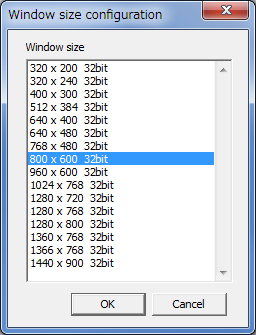 Window size configuration
Window size
320 x 200 32bit
320 x 240 32bit
400 x 300 32bit
512 x 384 32bit
640 x 400 32bit
640 x 480 32bit
768 x 480 32bit
800 x 600 32bit
960 x 600 32bit
1024 x 768 32bit
1280 x 720 32bit
1280 x 768 32bit
1280 x 800 32bit
1360 x 768 32bit
1366 x 768 32bit
1440 x 900 32bit
OK Cancel